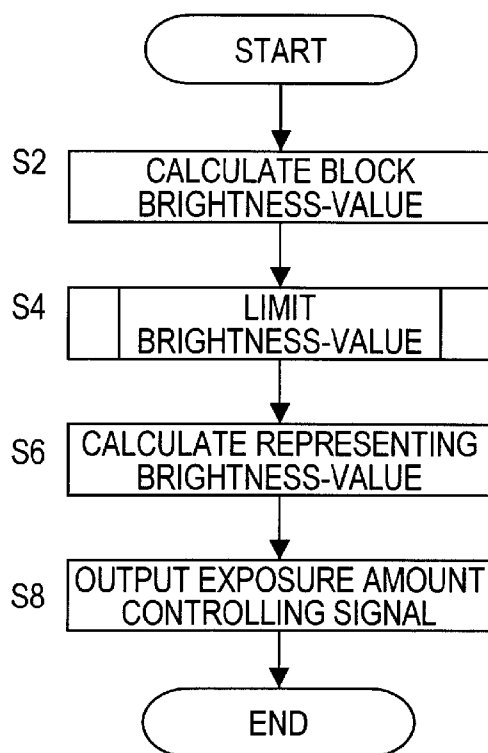 START
S2
CALCULATE BLOCK
BRIGHTNESS-VALUE
S4
LIMIT
BRIGHTNESS-VALUE
S6
CALCULATE REPRESENTING
BRIGHTNESS-VALUE
S8
OUTPUT EXPOSURE AMOUNT
CONTROLLING SIGNAL
END